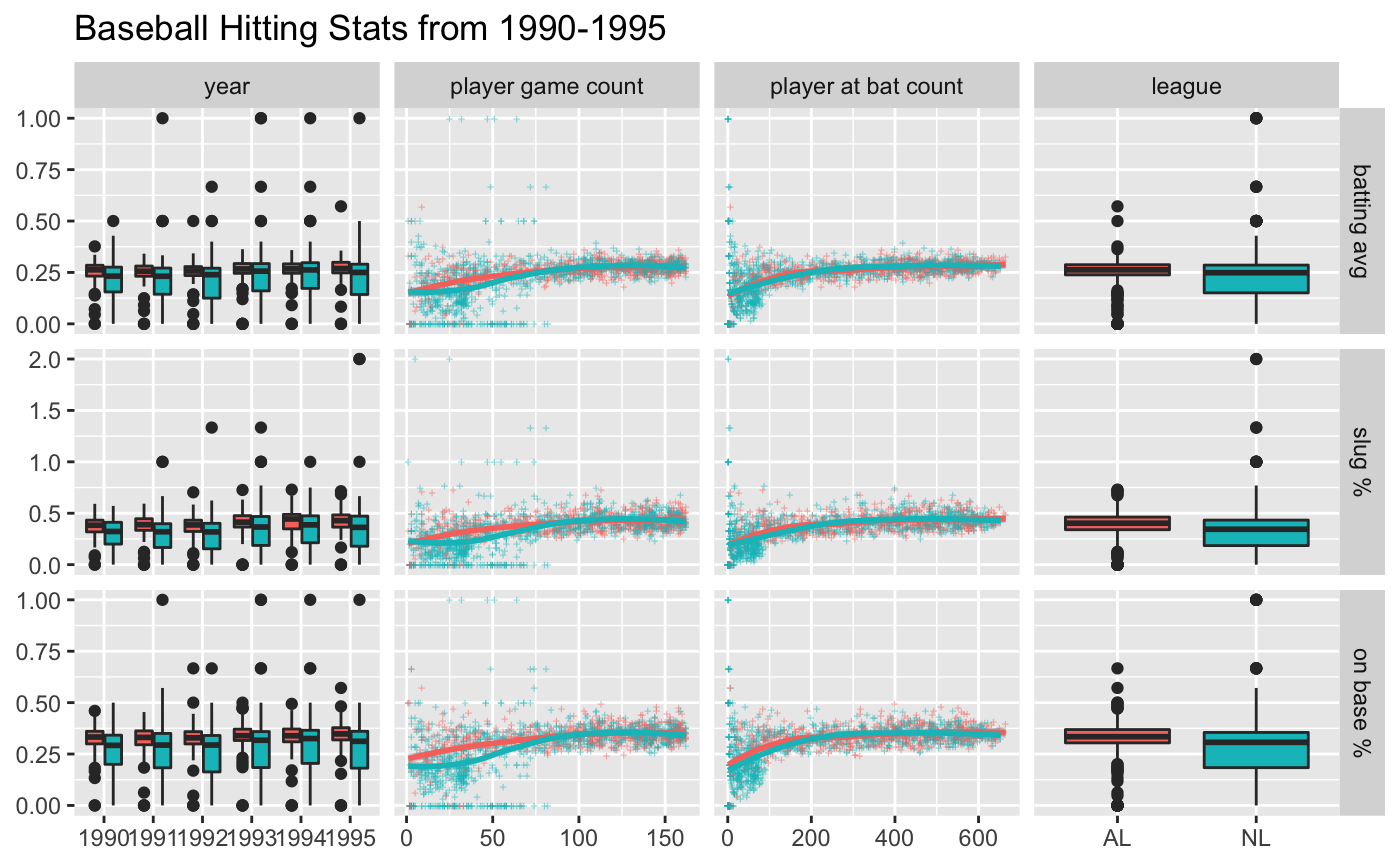 Baseball Hitting Stats from 1990-1995
year player game count player at bat count league
1.00
0.75
0.50
0.25
0.00
batting avg
2.0
1.5
1.0
0.5
0.0
slug %
1.00
0.75
0.50
0.25
0.00
on base %
1990 1991 1992 1993 1994 1995 0 50 100 150 0 200 400 600 AL NL